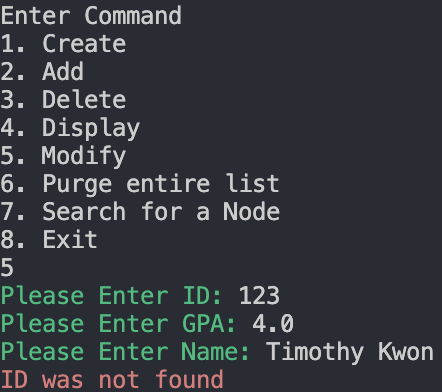 Enter Command
1. Create
2. Add
3. Delete
4. Display
5. Modify
6. Purge entire list
7. Search for a Node
8. Exit
5
Please Enter ID: 123
Please Enter GPA: 4.0
Please Enter Name: Timothy Kwon
ID was not found